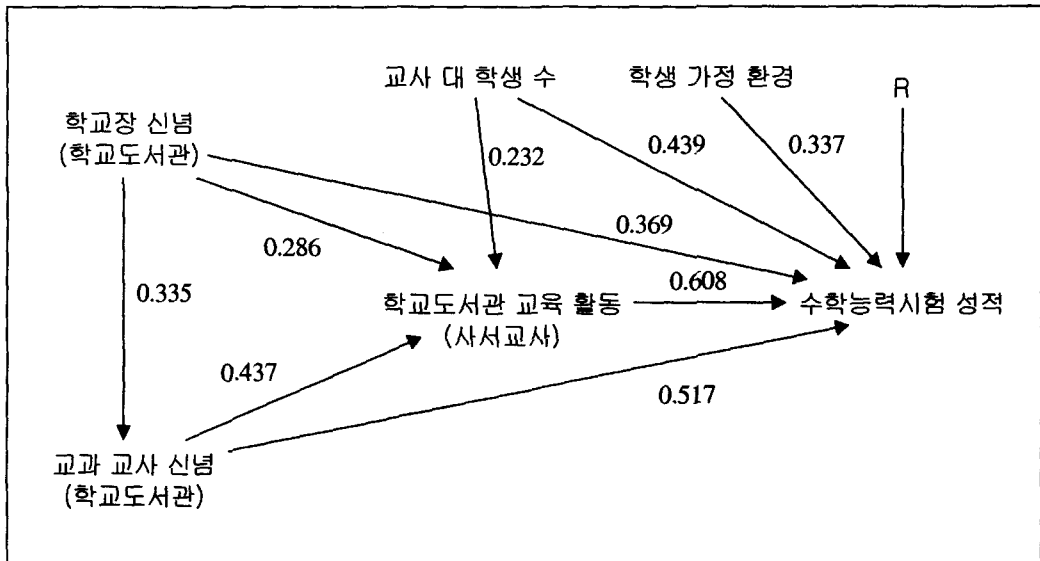 교사 대 학생 수
학생 가정 환경
R
학교장 신념
(학교도서관)
0.232
0.439
0.337
0.369
0.286
0.335
학교도서관 교육 활동
(사서교사)
0.608
수학능력시험 성적
0.437
0.517
교과 교사 신념
(학교도서관)